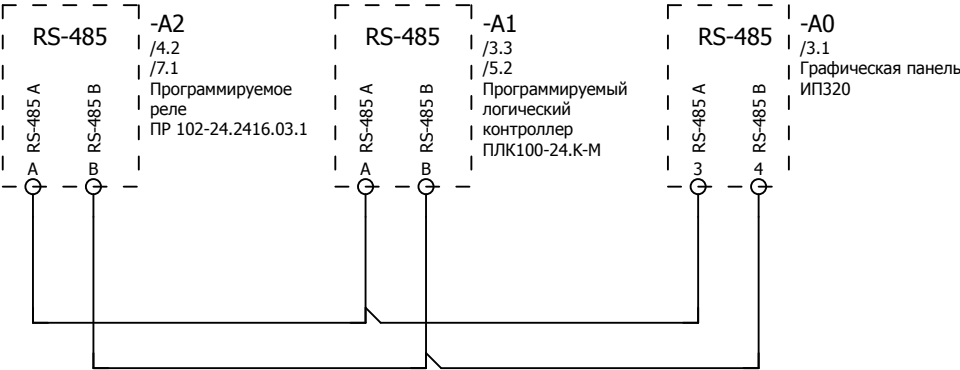 RS-485
-A2
/4.2
/7.1
Программируемое
реле
ПР 102-24.2416.03.1
RS-485 A
RS-485 B
A
B
RS-485
-A1
/3.3
/5.2
Программируемый
логический
контроллер
ПЛК100-24.К-М
RS-485 A
RS-485 B
A
B
RS-485
-A0
/3.1
Графическая панель
ИП320
RS-485 A
RS-485 B
3
4